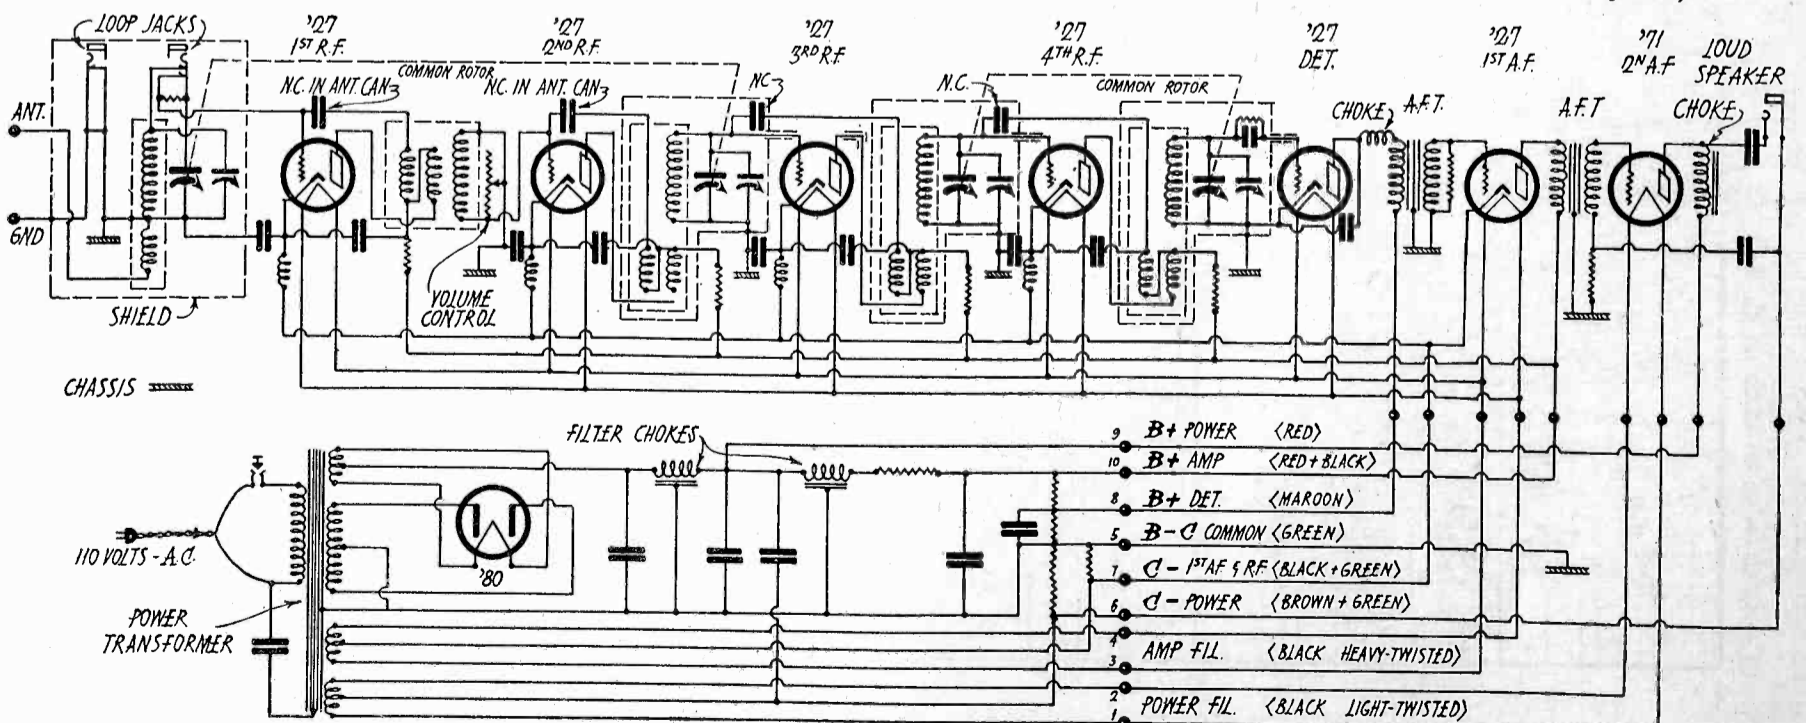 LOOP JACKS
'27
1ST R.F.
'27
2ND R.F.
'27
3RD R.F.
'27
4TH R.F.
'27
DET.
'27
1ST A.F.
'71
2N A.F
LOUD
SPEAKER
N.C. IN ANT. CAN
COMMON ROTOR
N.C. IN ANT. CAN
NC
N.C.
COMMON ROTOR
CHOKE
A.F.T.
A.F.T
CHOKE
ANT.
GND
SHIELD
VOLUME
CONTROL
CHASSIS
FILTER CHOKES
110 VOLTS - A.C.
'80
POWER
TRANSFORMER
9 B+ POWER <RED>
10 B+ AMP <RED+BLACK>
8 B+ DET. <MAROON>
5 B-C COMMON <GREEN>
7 C- 1ST AF & R.F. <BLACK+GREEN>
6 C- POWER <BROWN+GREEN>
4
AMP FIL. <BLACK HEAVY-TWISTED>
3
2
POWER FIL. <BLACK LIGHT-TWISTED>
1